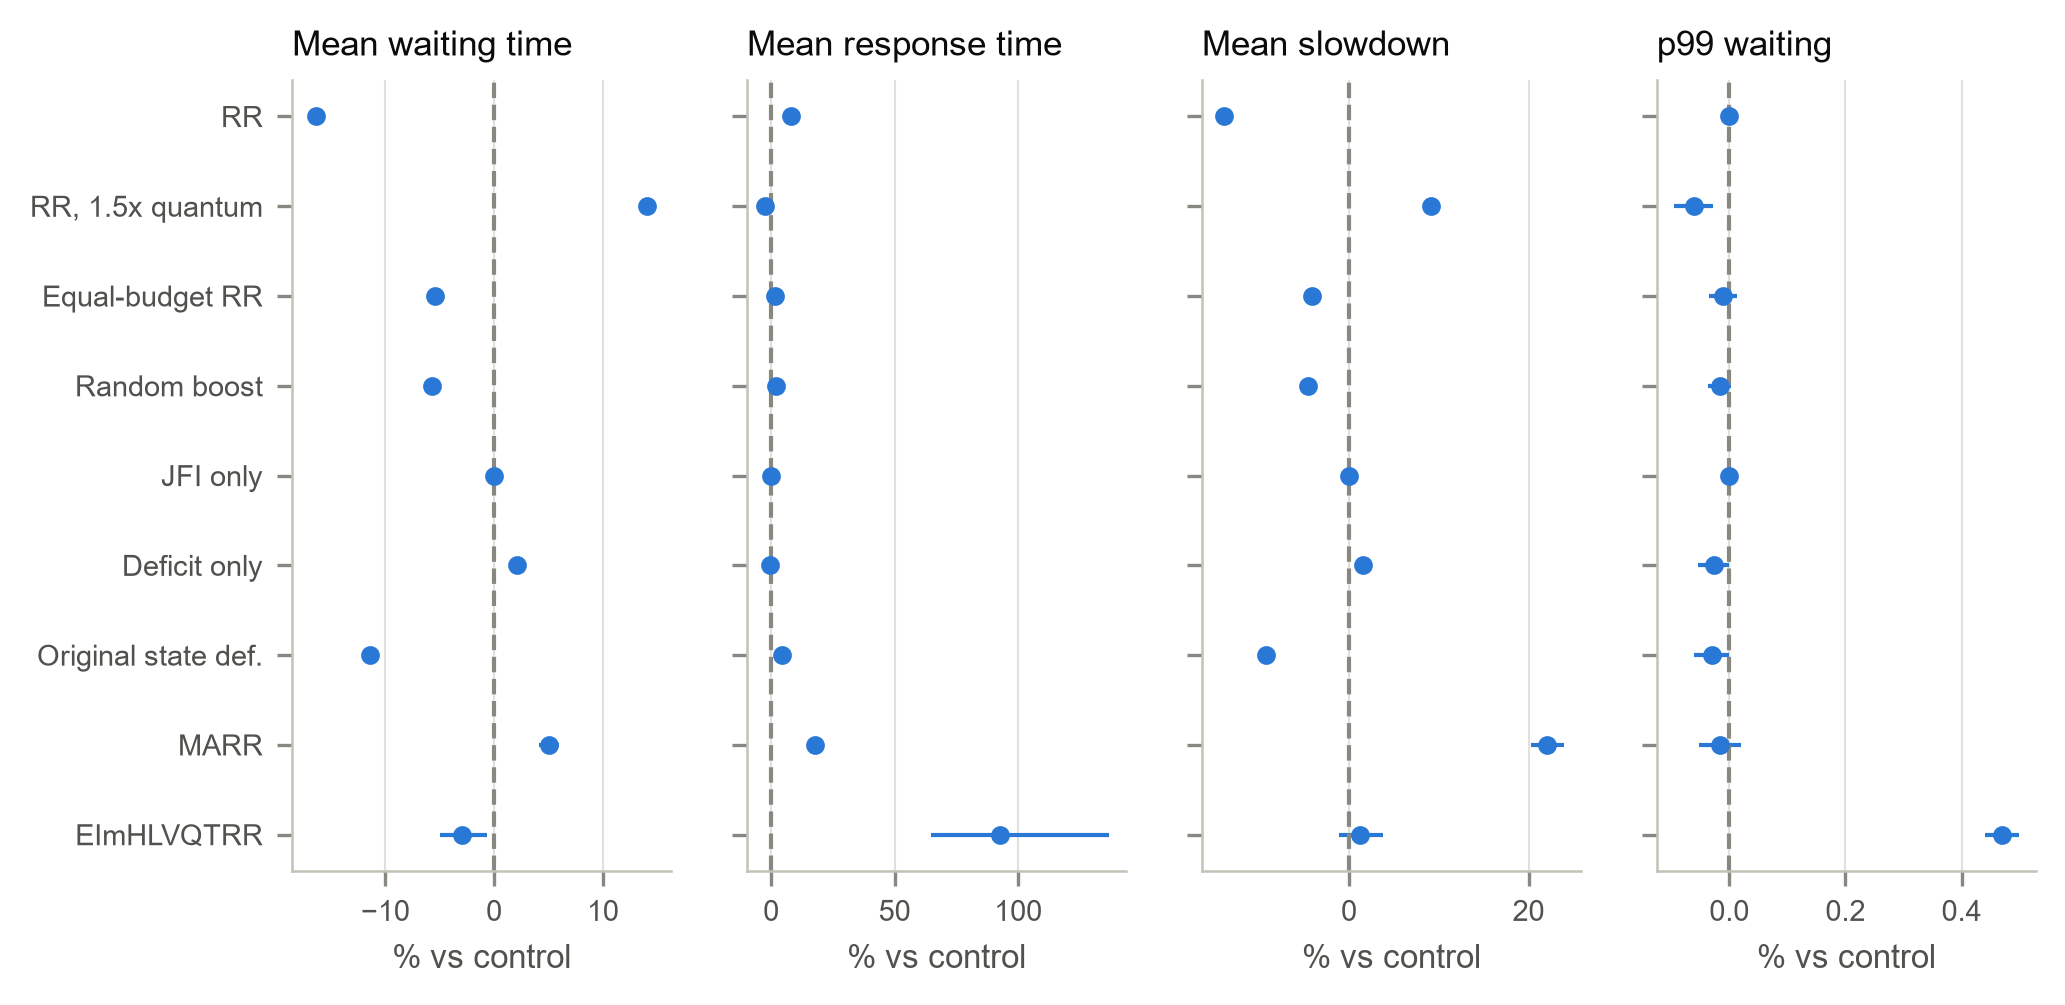 Mean waiting time
Mean response time
Mean slowdown
p99 waiting
RR
RR, 1.5x quantum
Equal-budget RR
Random boost
JFI only
Deficit only
Original state def.
MARR
EImHLVQTRR
−10 0 10
0 50 100
0 20
0.0 0.2 0.4
% vs control
% vs control
% vs control
% vs control